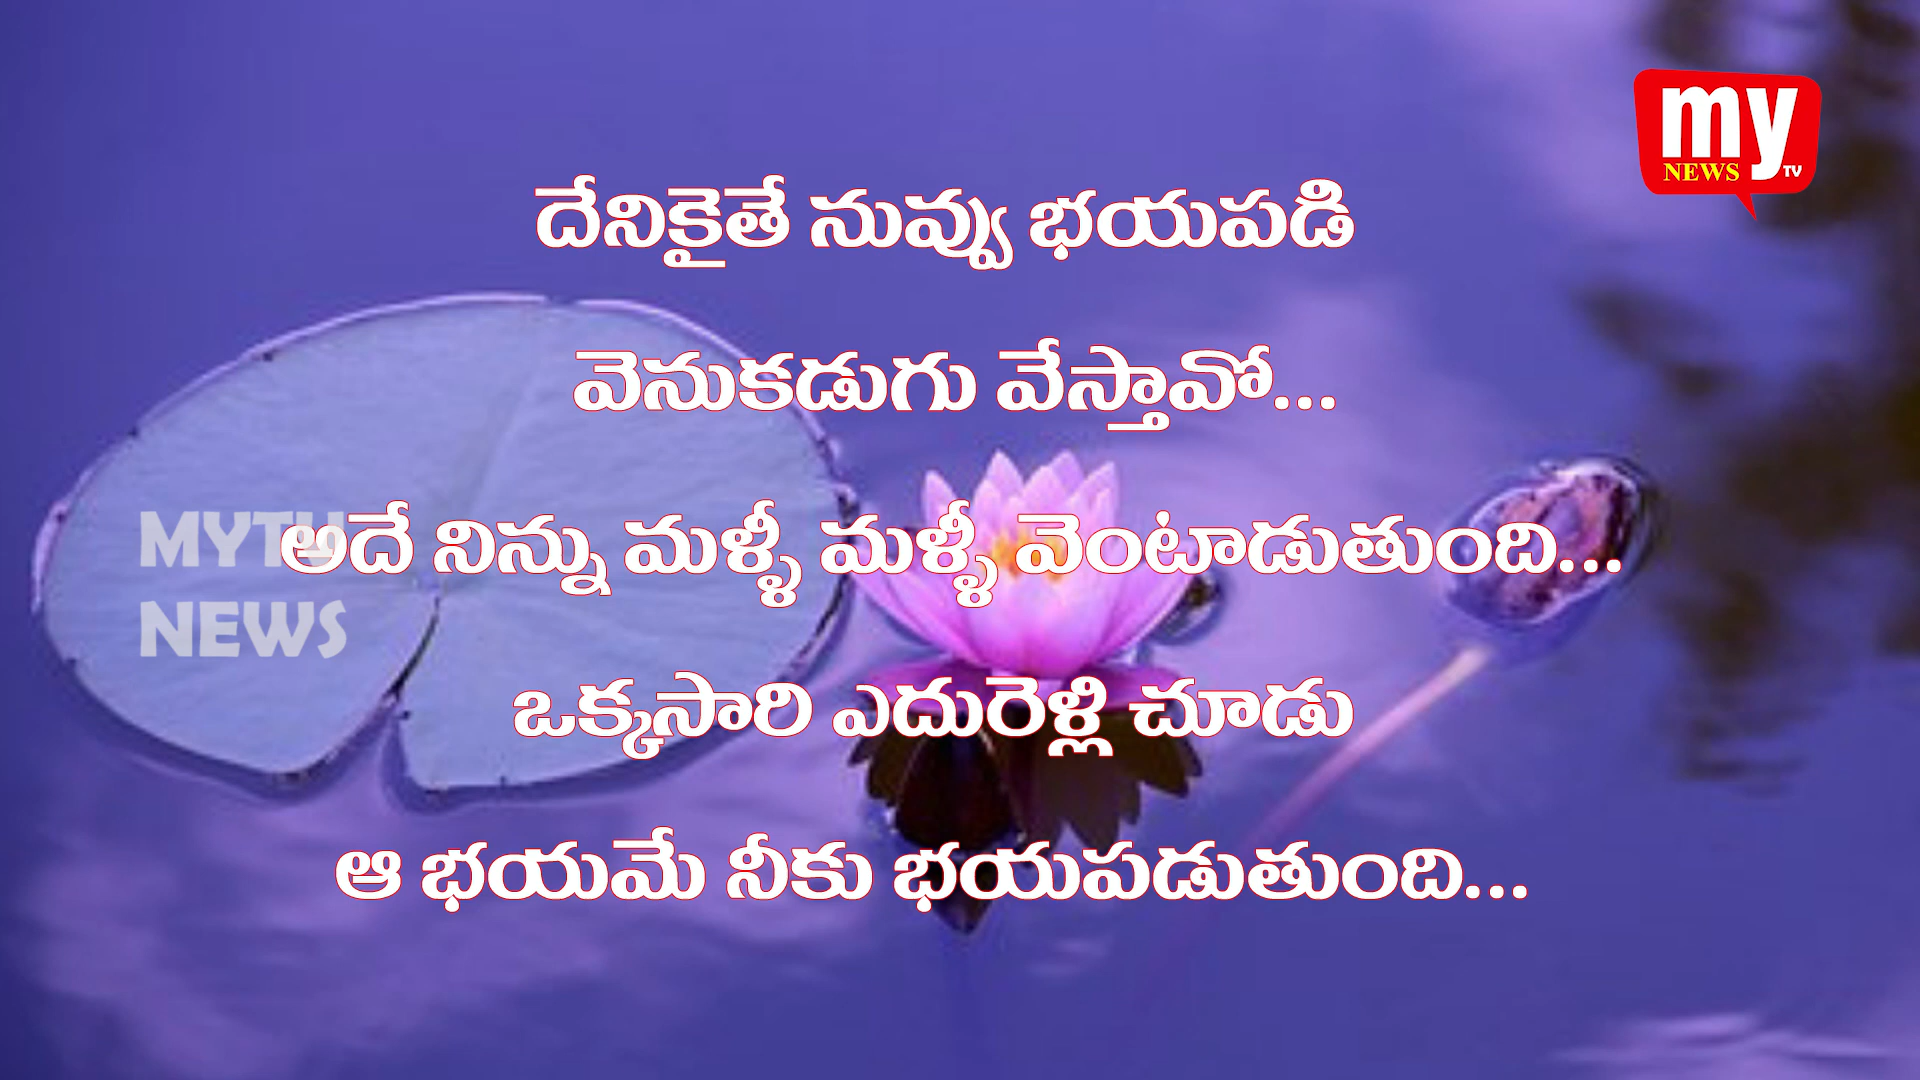 my
NEWS TV
దేనికైతే నువ్వు భయపడి
వెనుకడుగు వేస్తావో...
అదే నిన్ను మళ్ళీ మళ్ళీ వెంటాడుతుంది...
ఒక్కసారి ఎదురెళ్లి చూడు
ఆ భయమే నీకు భయపడుతుంది...
MYTV
NEWS